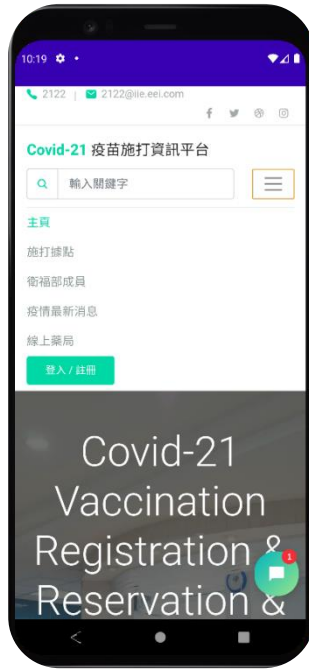 10:19
2122 | 2122@iie.eei.com
Covid-21 疫苗施打資訊平台
輸入關鍵字
主頁
施打據點
衛福部成員
疫情最新消息
線上藥局
登入 / 註冊
Covid-21
Vaccination
Registration &
Reservation &
1